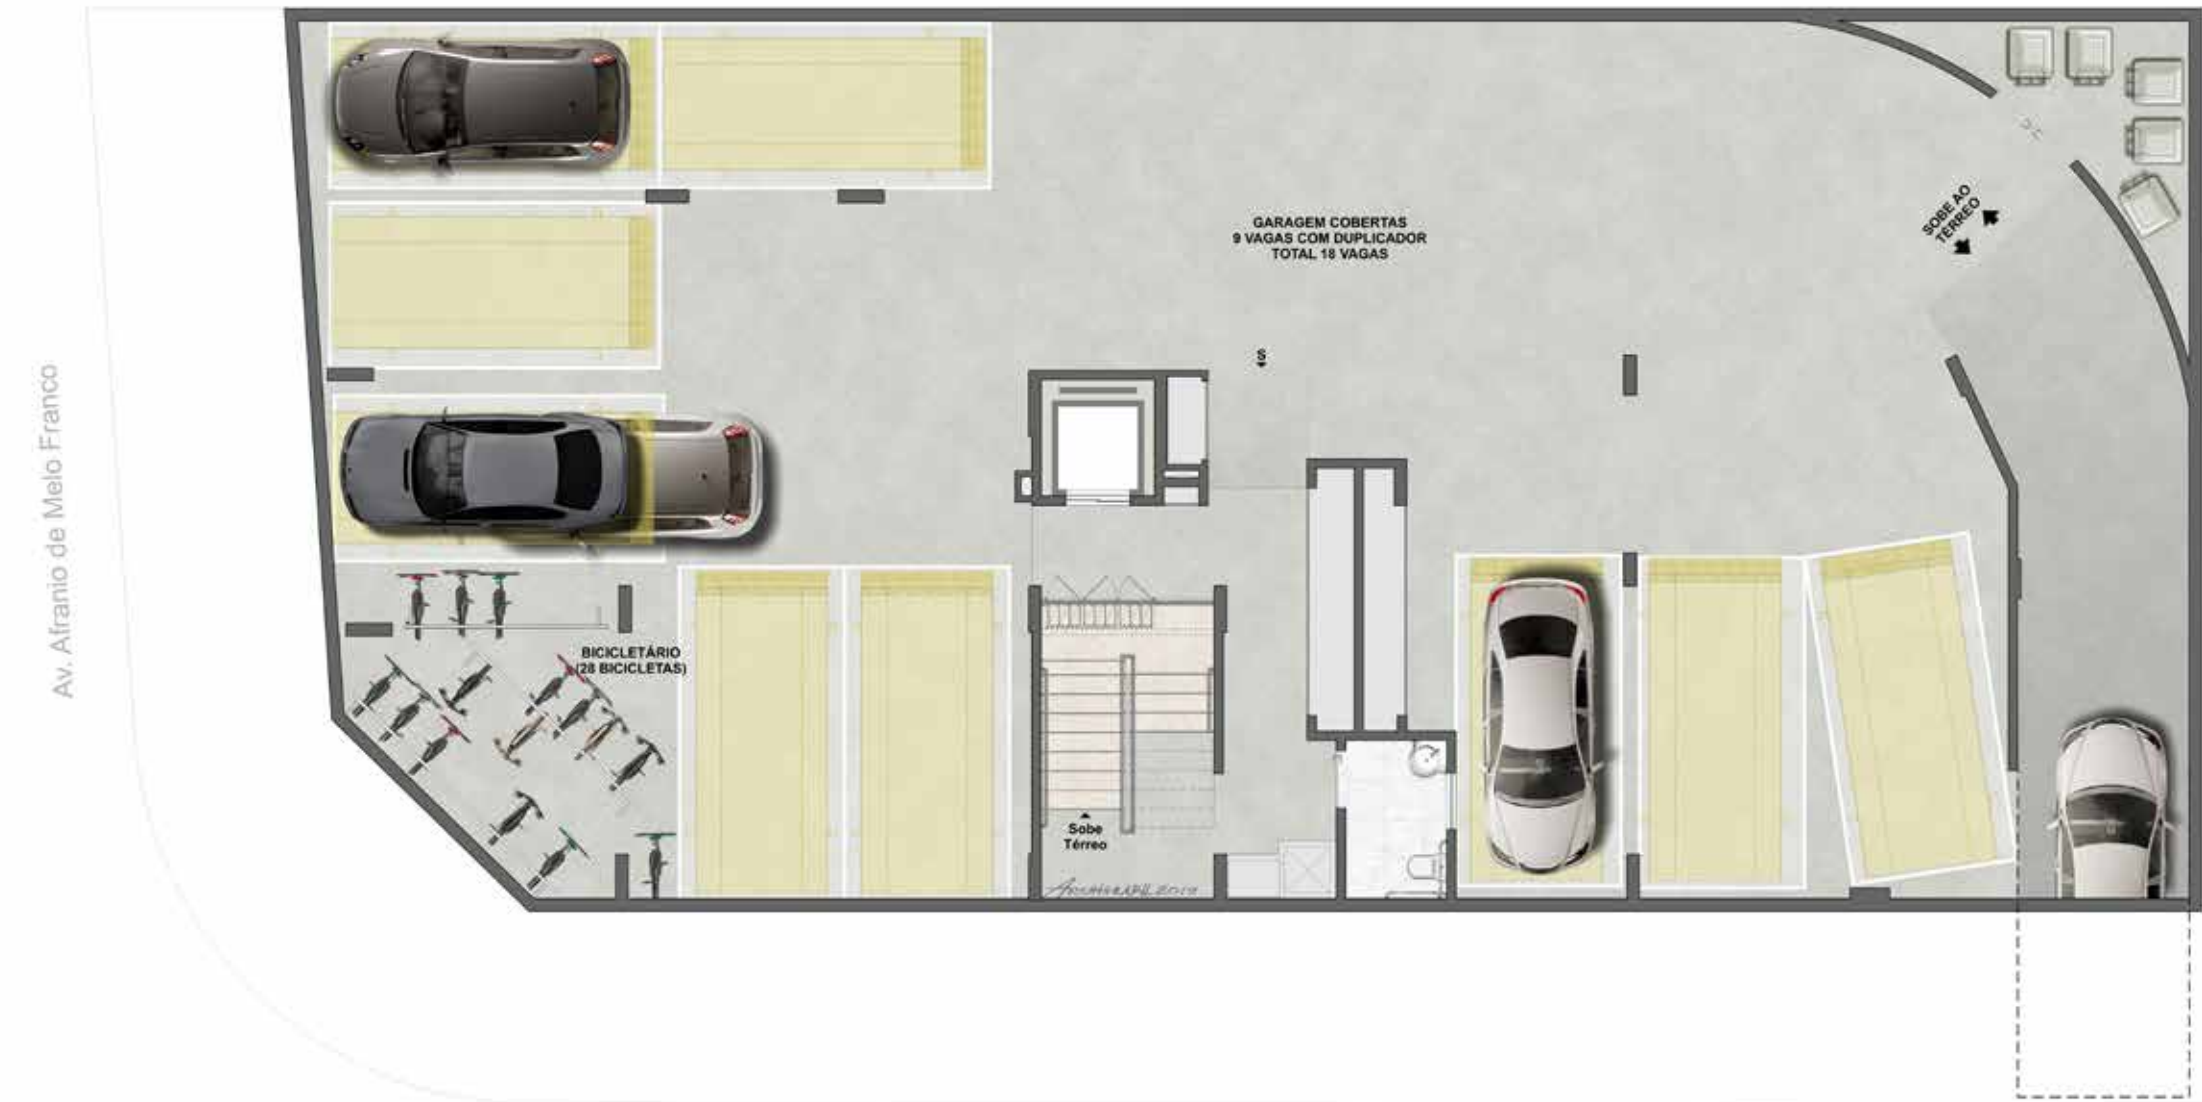 GARAGEM COBERTAS
9 VAGAS COM DUPLICADOR
TOTAL 18 VAGAS
SOBE AO
TÉRREO
S
Av. Afranio de Melo Franco
BICICLETÁRIO
(28 BICICLETAS)
Sobe
Térreo